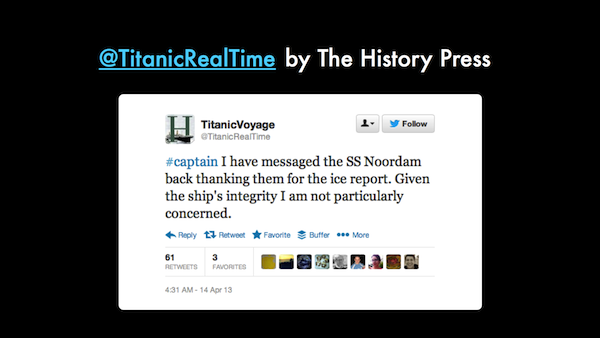 @TitanicRealTime by The History Press
TitanicVoyage
@TitanicRealTime
Follow
#captain I have messaged the SS Noordam
back thanking them for the ice report. Given
the ship's integrity I am not particularly
concerned.
Reply Retweet Favorite Buffer More
61 3
RETWEETS FAVORITES
4:31 AM - 14 Apr 13